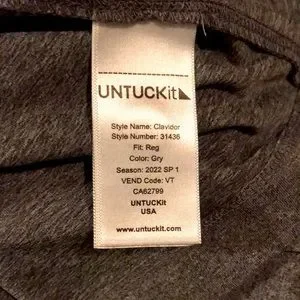 UNTUCKit
Style Name: Clavidor
Style Number: 31436
Fit: Reg
Color: Gry
Season: 2022 SP 1
VEND Code: VT
CA62799
UNTUCKit
USA
www.untuckit.com